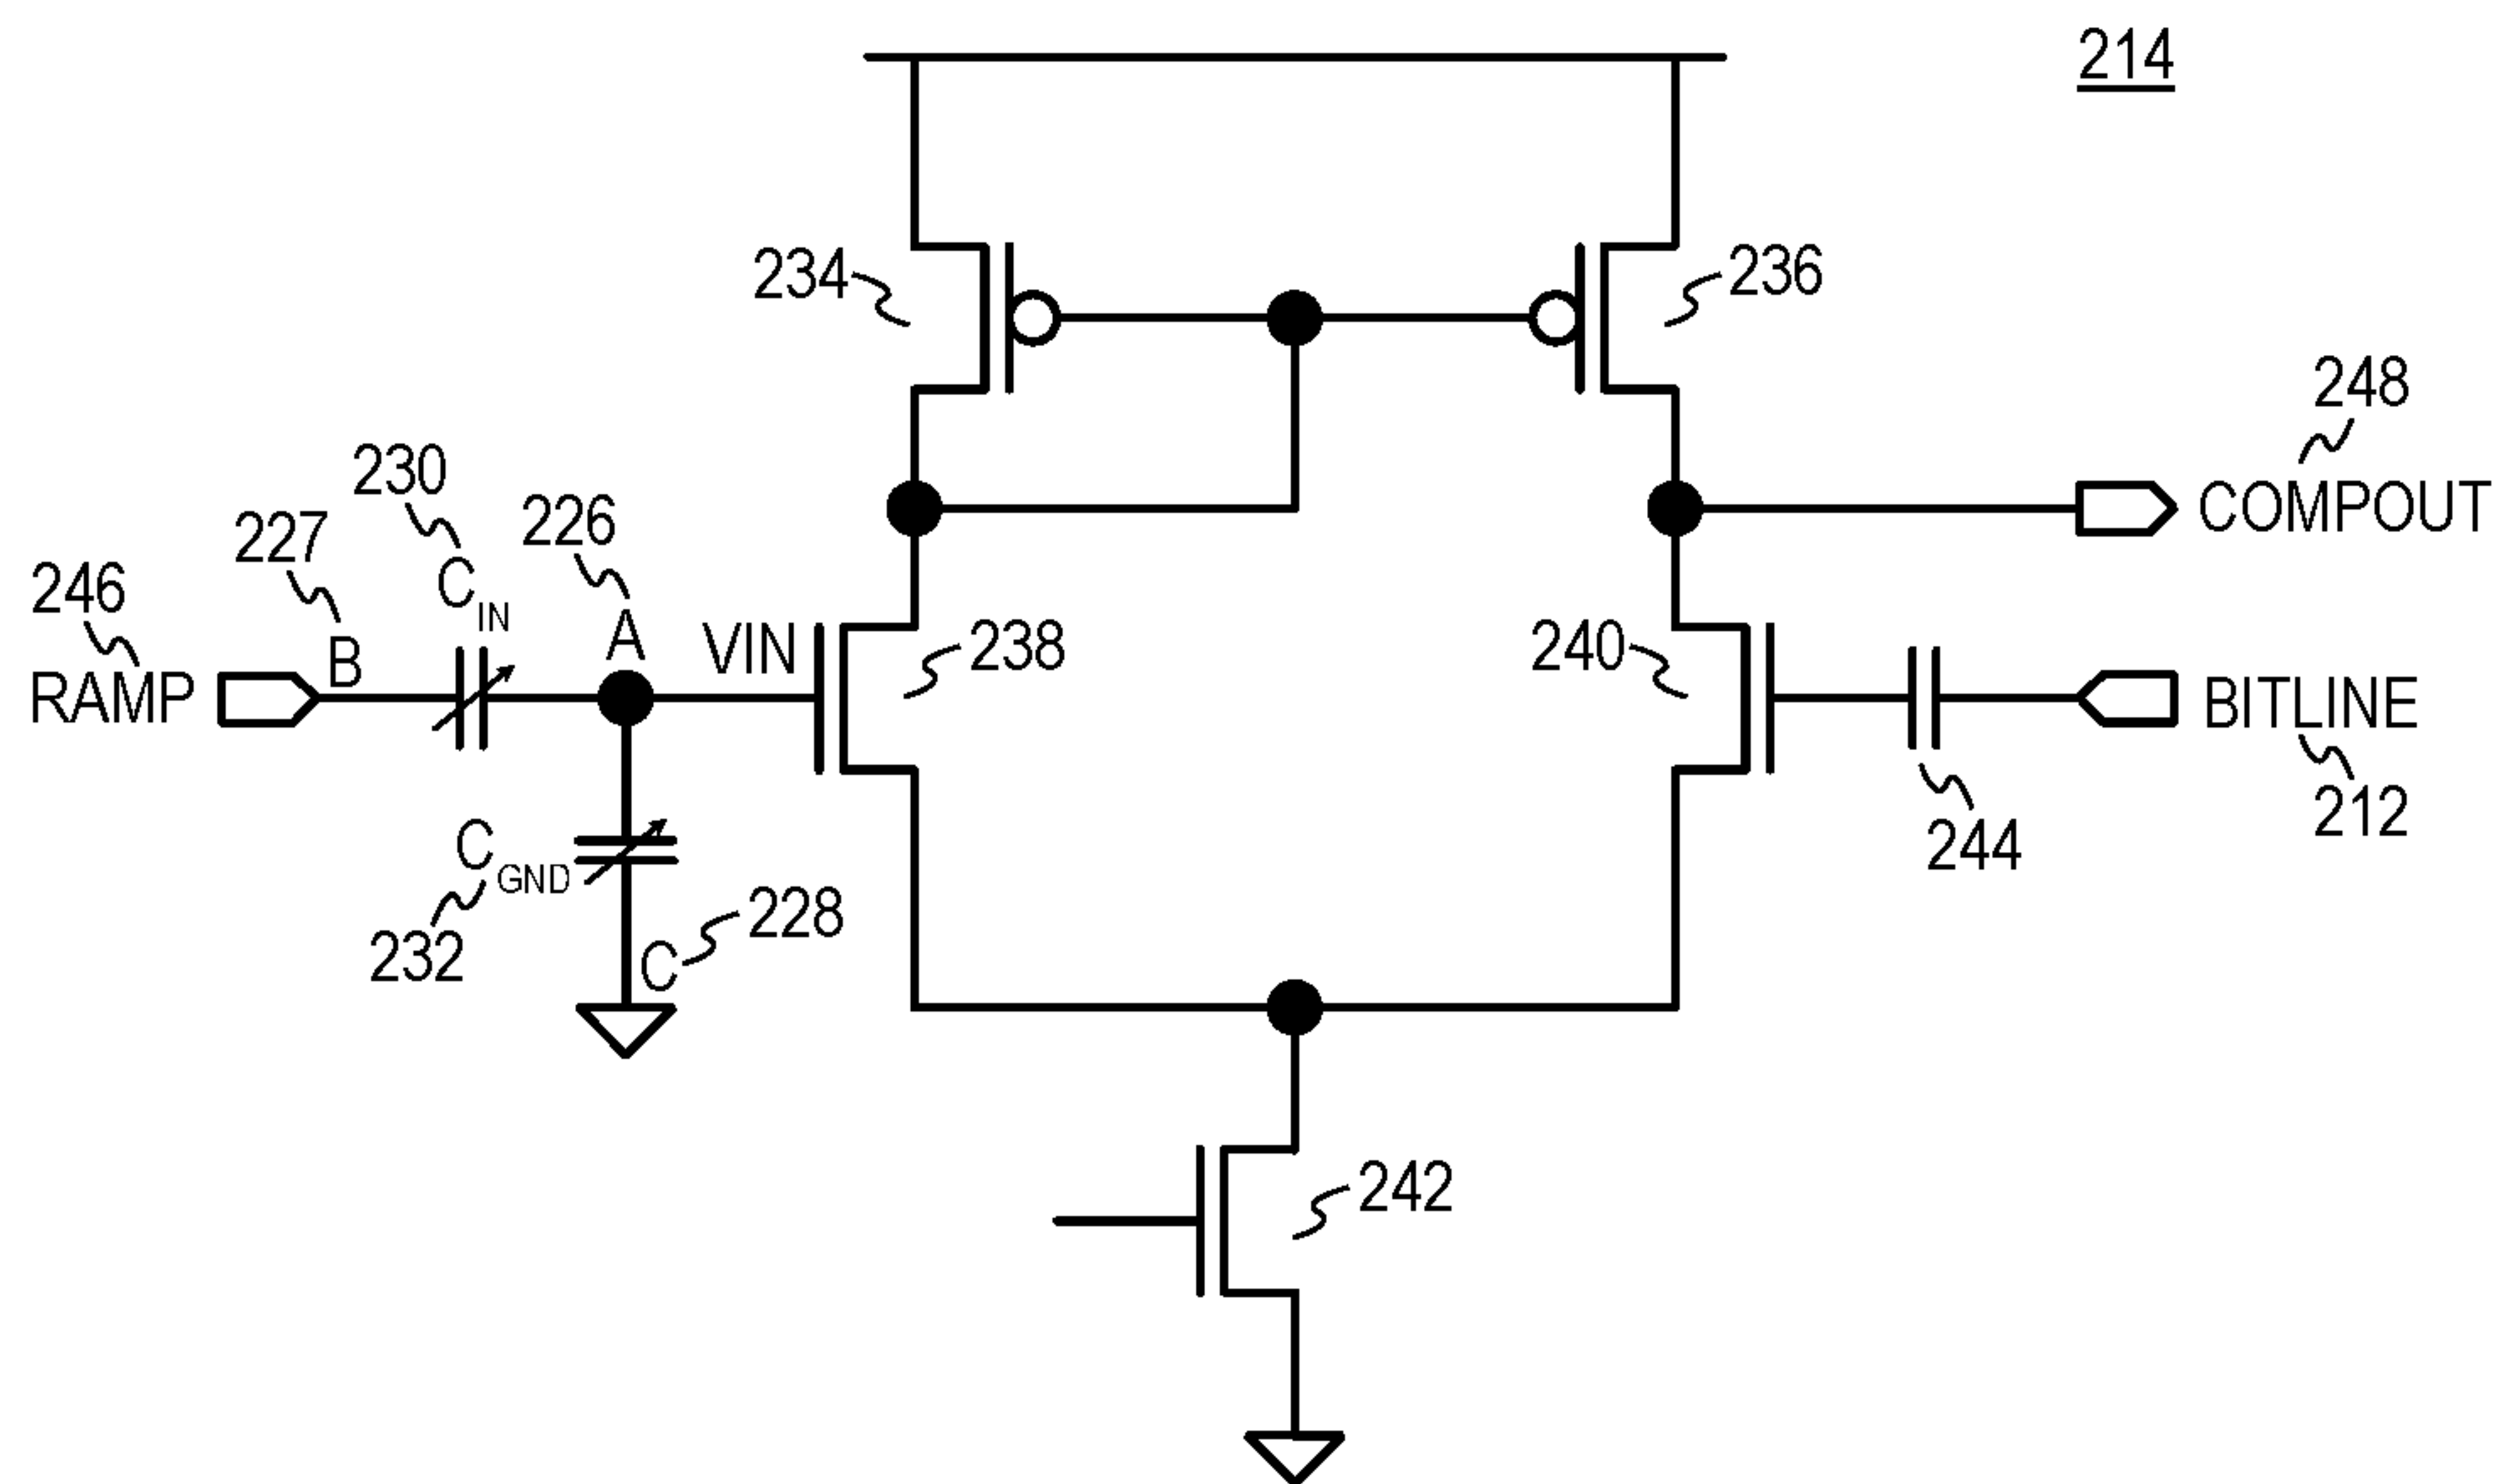 214
234
236
248
COMPOUT
230
C IN
227
B
226
A
246
RAMP
VIN
238
240
BITLINE
212
244
C GND
232
C
228
242